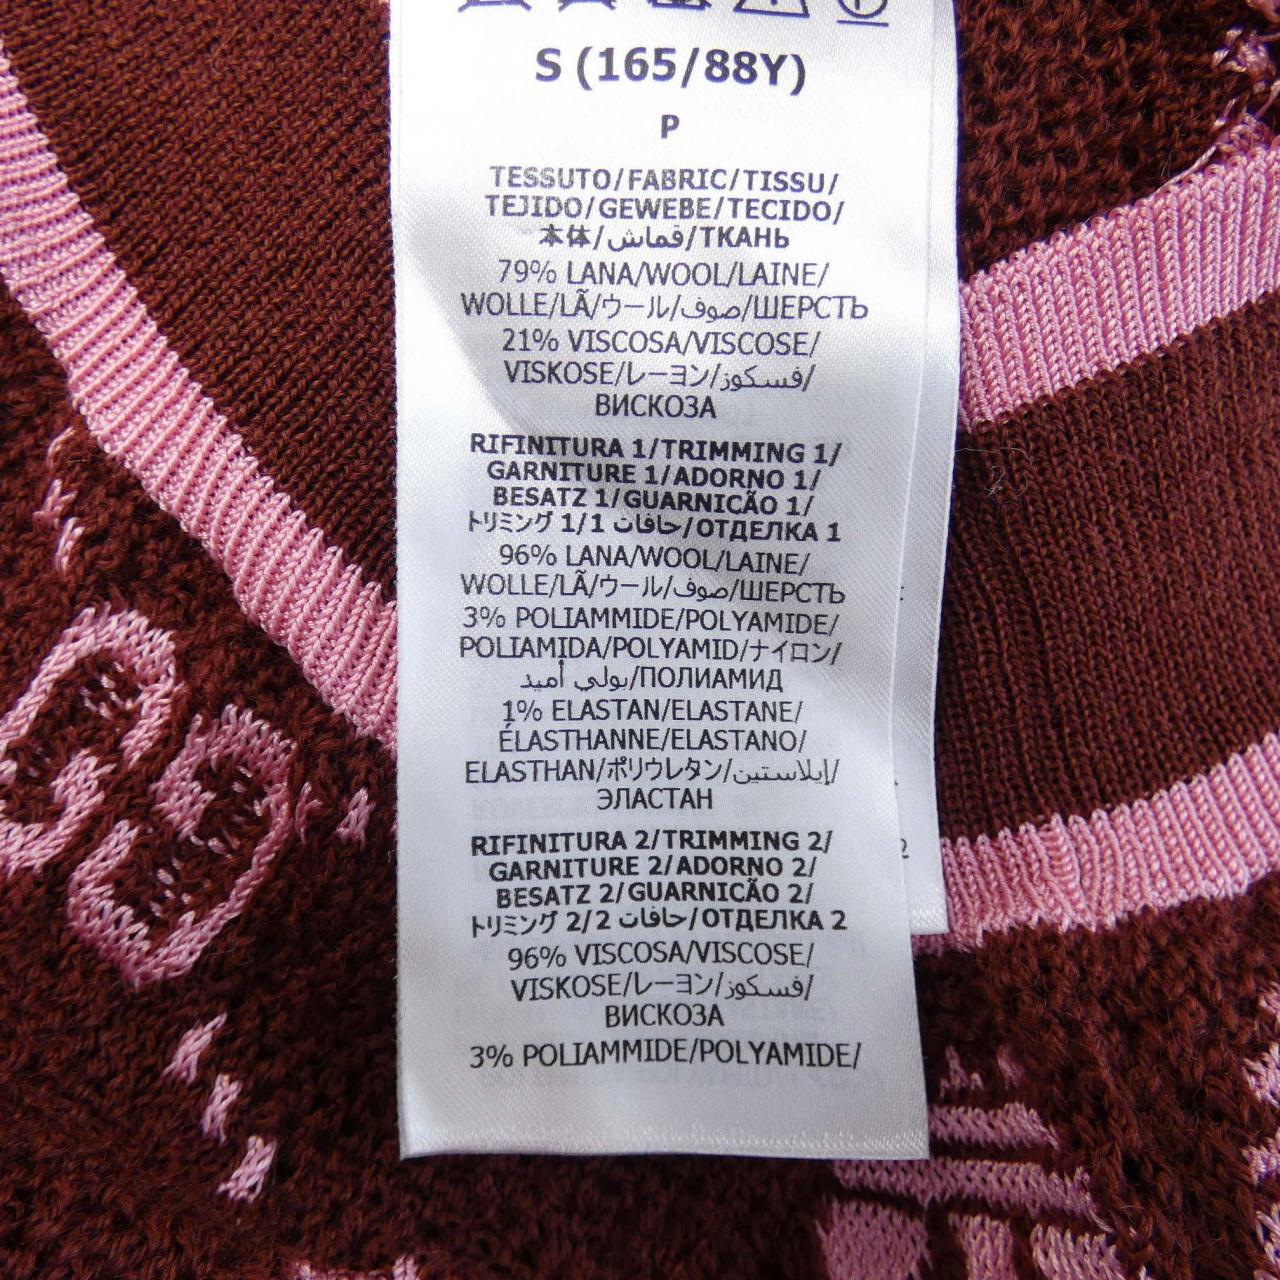 S (165/88Y)
P
TESSUTO/FABRIC/TISSU/
TEJIDO/GEWEBE/TECIDO/
本体/قماش/ТКАНЬ
79% LANA/WOOL/LAINE/
WOLLE/LÃ/ウール/صوف/ШЕРСТЬ
21% VISCOSA/VISCOSE/
VISKOSE/レーヨン/فسكوز/
ВИСКОЗА
RIFINITURA 1/TRIMMING 1/
GARNITURE 1/ADORNO 1/
BESATZ 1/GUARNICÃO 1/
トリミング 1/1 حافات/ОТДЕЛКА 1
96% LANA/WOOL/LAINE/
WOLLE/LÃ/ウール/صوف/ШЕРСТЬ
3% POLIAMMIDE/POLYAMIDE/
POLIAMIDA/POLYAMID/ナイロン/
بولي أميد/ПОЛИАМИД
1% ELASTAN/ELASTANE/
ÉLASTHANNE/ELASTANO/
ELASTHAN/ポリウレタン/إيلاستين/
ЭЛАСТАН
RIFINITURA 2/TRIMMING 2/
GARNITURE 2/ADORNO 2/
BESATZ 2/GUARNICÃO 2/
トリミング 2/2 حافات/ОТДЕЛКА 2
96% VISCOSA/VISCOSE/
VISKOSE/レーヨン/فسكوز/
ВИСКОЗА
3% POLIAMMIDE/POLYAMIDE/